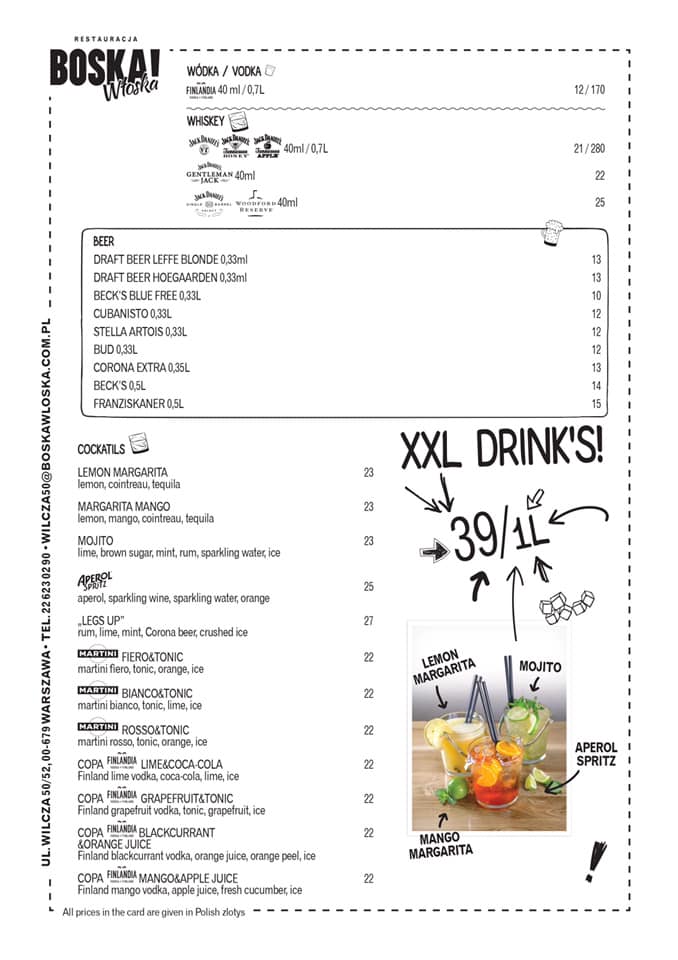 RESTAURACJA
BOSKA!
Włoska
WÓDKA / VODKA
FINLANDIA 40 ml / 0,7L 12 / 170
WHISKEY
JACK DANIEL'S JACK DANIEL'S Tennessee HONEY JACK DANIEL'S Tennessee APPLE 40ml / 0,7L 21 / 280
JACK DANIEL'S GENTLEMAN JACK 40ml 22
JACK DANIEL'S SINGLE BARREL SELECT WOODFORD RESERVE 40ml 25
BEER
DRAFT BEER LEFFE BLONDE 0,33ml 13
DRAFT BEER HOEGAARDEN 0,33ml 13
BECK'S BLUE FREE 0,33L 10
CUBANISTO 0,33L 12
STELLA ARTOIS 0,33L 12
BUD 0,33L 12
CORONA EXTRA 0,35L 13
BECK'S 0,5L 14
FRANZISKANER 0,5L 15
COCKATILS
LEMON MARGARITA 23
lemon, cointreau, tequila
MARGARITA MANGO 23
lemon, mango, cointreau, tequila
MOJITO 23
lime, brown sugar, mint, rum, sparkling water, ice
APEROL SPRITZ 25
aperol, sparkling wine, sparkling water, orange
„LEGS UP” 27
rum, lime, mint, Corona beer, crushed ice
MARTINI FIERO&TONIC 22
martini fiero, tonic, orange, ice
MARTINI BIANCO&TONIC 22
martini bianco, tonic, lime, ice
MARTINI ROSSO&TONIC 22
martini rosso, tonic, orange, ice
COPA FINLANDIA LIME&COCA-COLA 22
Finland lime vodka, coca-cola, lime, ice
COPA FINLANDIA GRAPEFRUIT&TONIC 22
Finland grapefruit vodka, tonic, grapefruit, ice
COPA FINLANDIA BLACKCURRANT 22
&ORANGE JUICE
Finland blackcurrant vodka, orange juice, orange peel, ice
COPA FINLANDIA MANGO&APPLE JUICE 22
Finland mango vodka, apple juice, fresh cucumber, ice
XXL DRINK'S!
39/1L
LEMON
MARGARITA
MOJITO
APEROL
SPRITZ
MANGO
MARGARITA
!
All prices in the card are given in Polish zlotys
UL. WILCZA 50/52, 00-679 WARSZAWA • TEL. 22 623 02 90 • WILCZA50@BOSKAWLOSKA.COM.PL